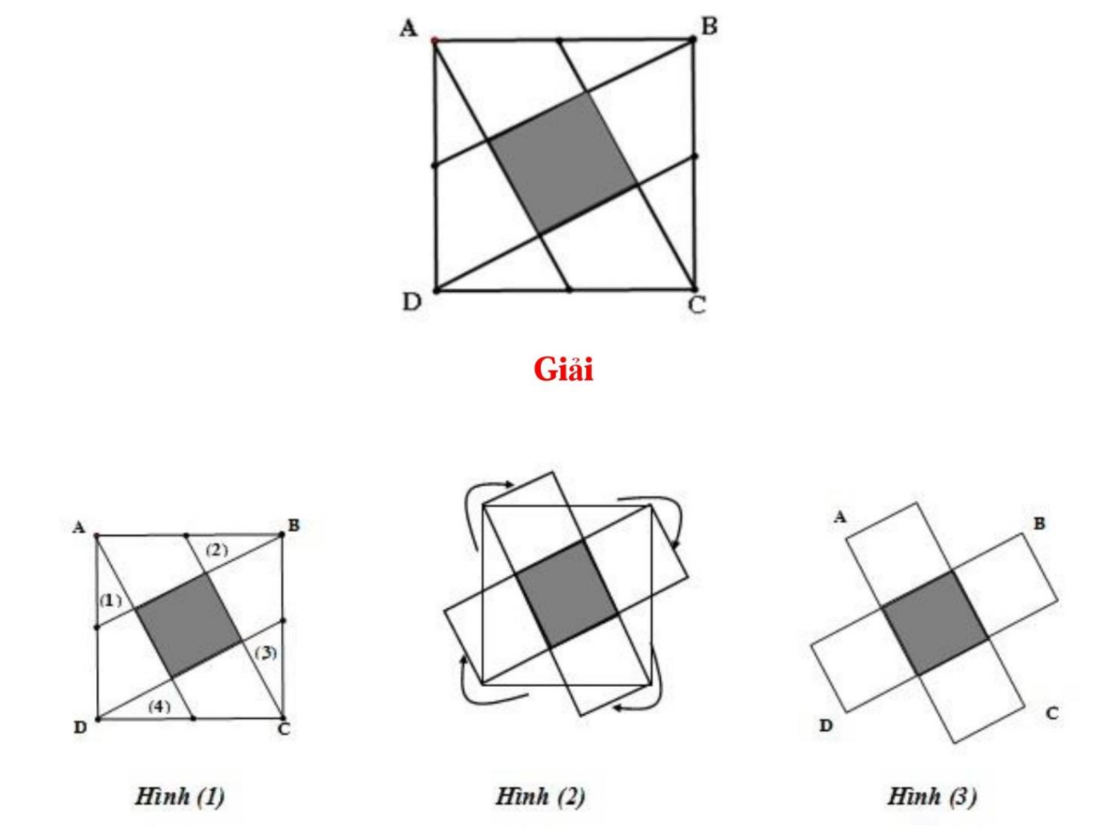 A B
D C
Giải
A B
(2)
(1)
(3)
(4)
D C
A B
D C
Hình (1) Hình (2) Hình (3)